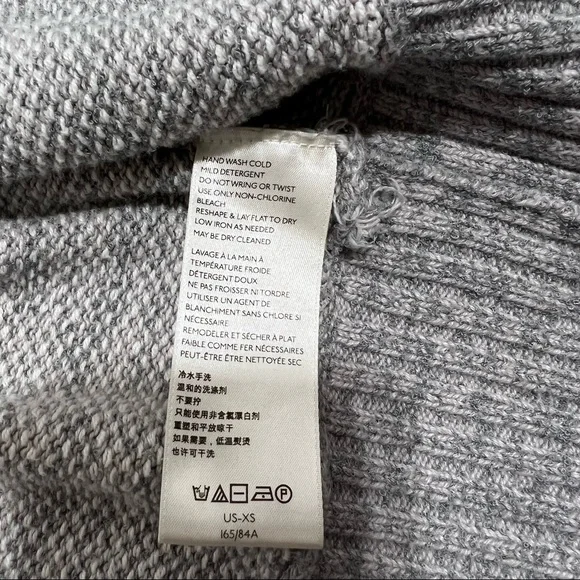 HAND WASH COLD
MILD DETERGENT
DO NOT WRING OR TWIST
USE ONLY NON-CHLORINE
BLEACH
RESHAPE & LAY FLAT TO DRY
LOW IRON AS NEEDED
MAY BE DRY CLEANED
LAVAGE À LA MAIN À
TEMPÉRATURE FROIDE
DÉTERGENT DOUX
NE PAS FROISSER NI TORDRE
UTILISER UN AGENT DE
BLANCHIMENT SANS CHLORE SI
NÉCESSAIRE
REMODELER ET SÉCHER À PLAT
FAIBLE COMME FER NÉCESSAIRES
PEUT-ÊTRE ÊTRE NETTOYÉE SEC
冷水手洗
温和的洗涤剂
不要拧
只能使用非含氯漂白剂
重塑和平放晾干
如果需要，低温熨烫
也许可干洗
P
US-XS
165/84A